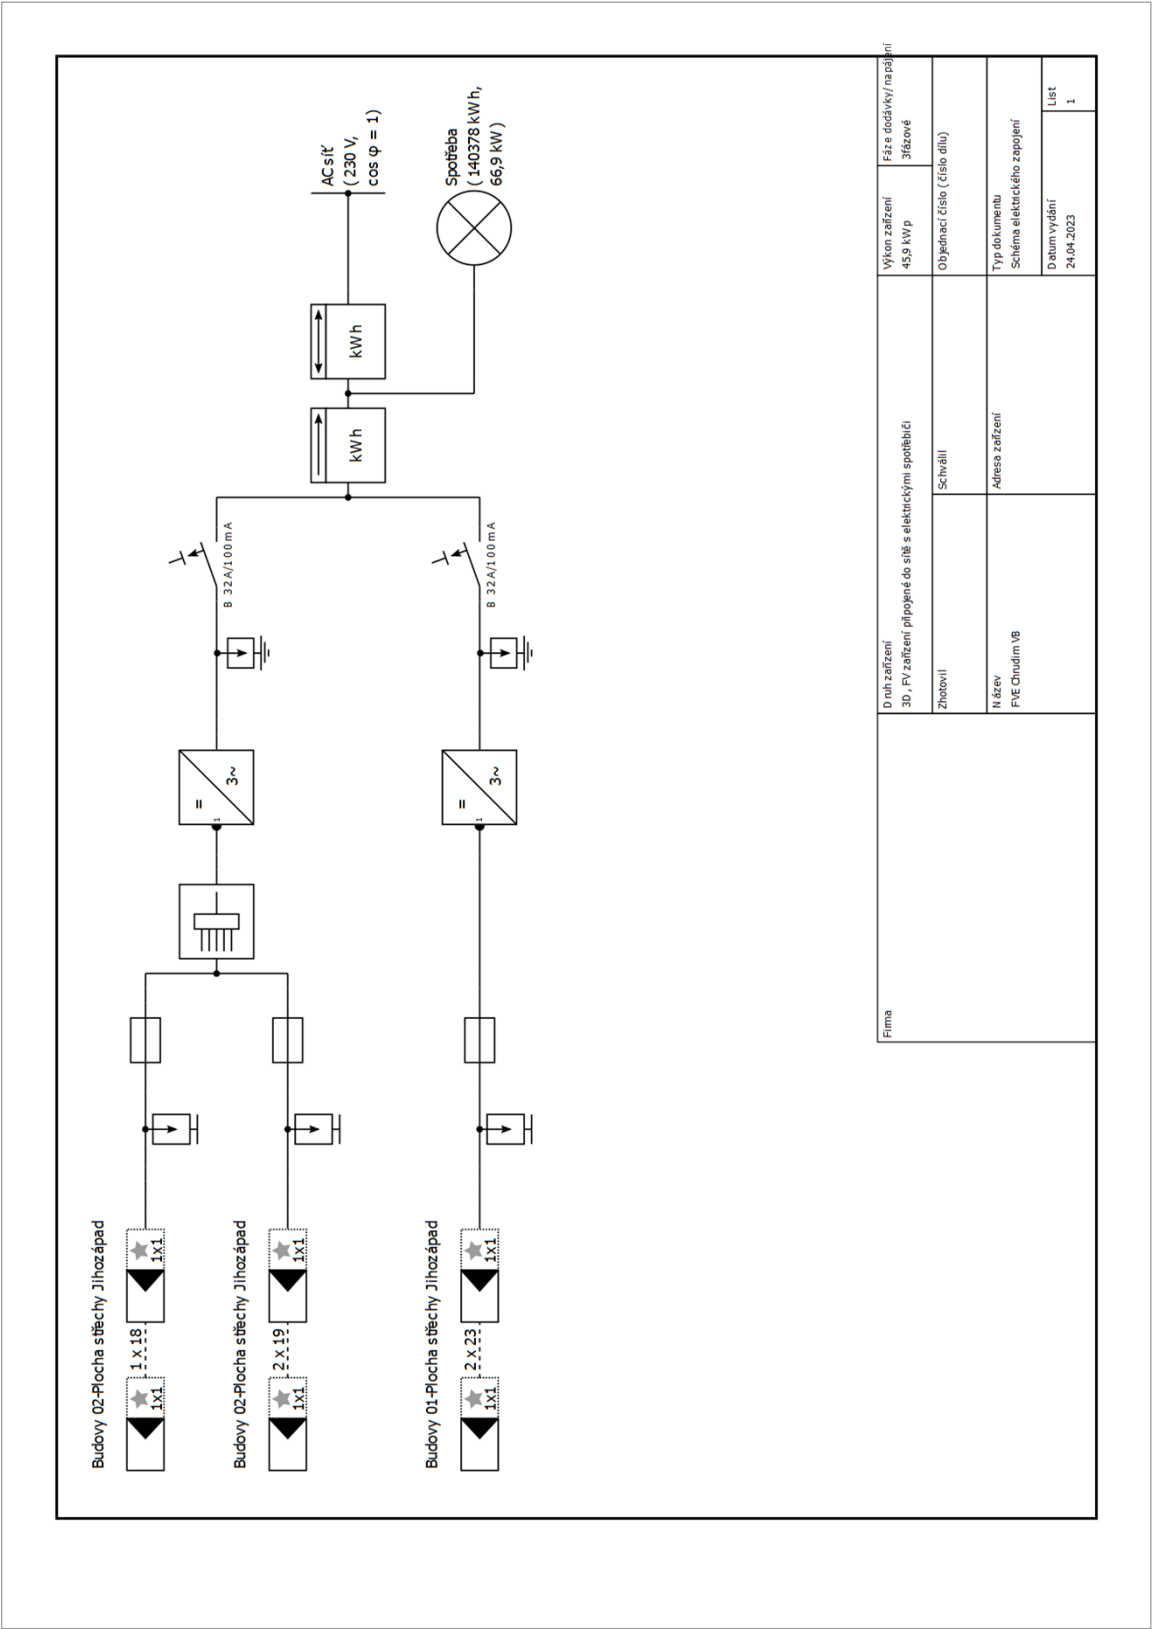 Budovy 02-Plocha střechy Jihozápad
1 x 18
1x1
1x1
Budovy 02-Plocha střechy Jihozápad
2 x 19
1x1
1x1
Budovy 01-Plocha střechy Jihozápad
2 x 23
1x1
1x1
=
3~
1
=
3~
1
B 32A/100mA
B 32A/100mA
kWh
kWh
AC síť
(230 V,
cos φ = 1)
Spotřeba
(140378 kWh,
66,9 kW)
Firma
Druh zařízení
3D, FV zařízení připojené do sítě s elektrickými spotřebiči
Výkon zařízení
45,9 kWp
Fáze dodávky/napájení
3fázové
Zhotovil
Schválil
Objednací číslo (číslo dílu)
Název
FVE Chrudim VB
Adresa zařízení
Typ dokumentu
Schéma elektrického zapojení
Datum vydání
24.04.2023
List
1